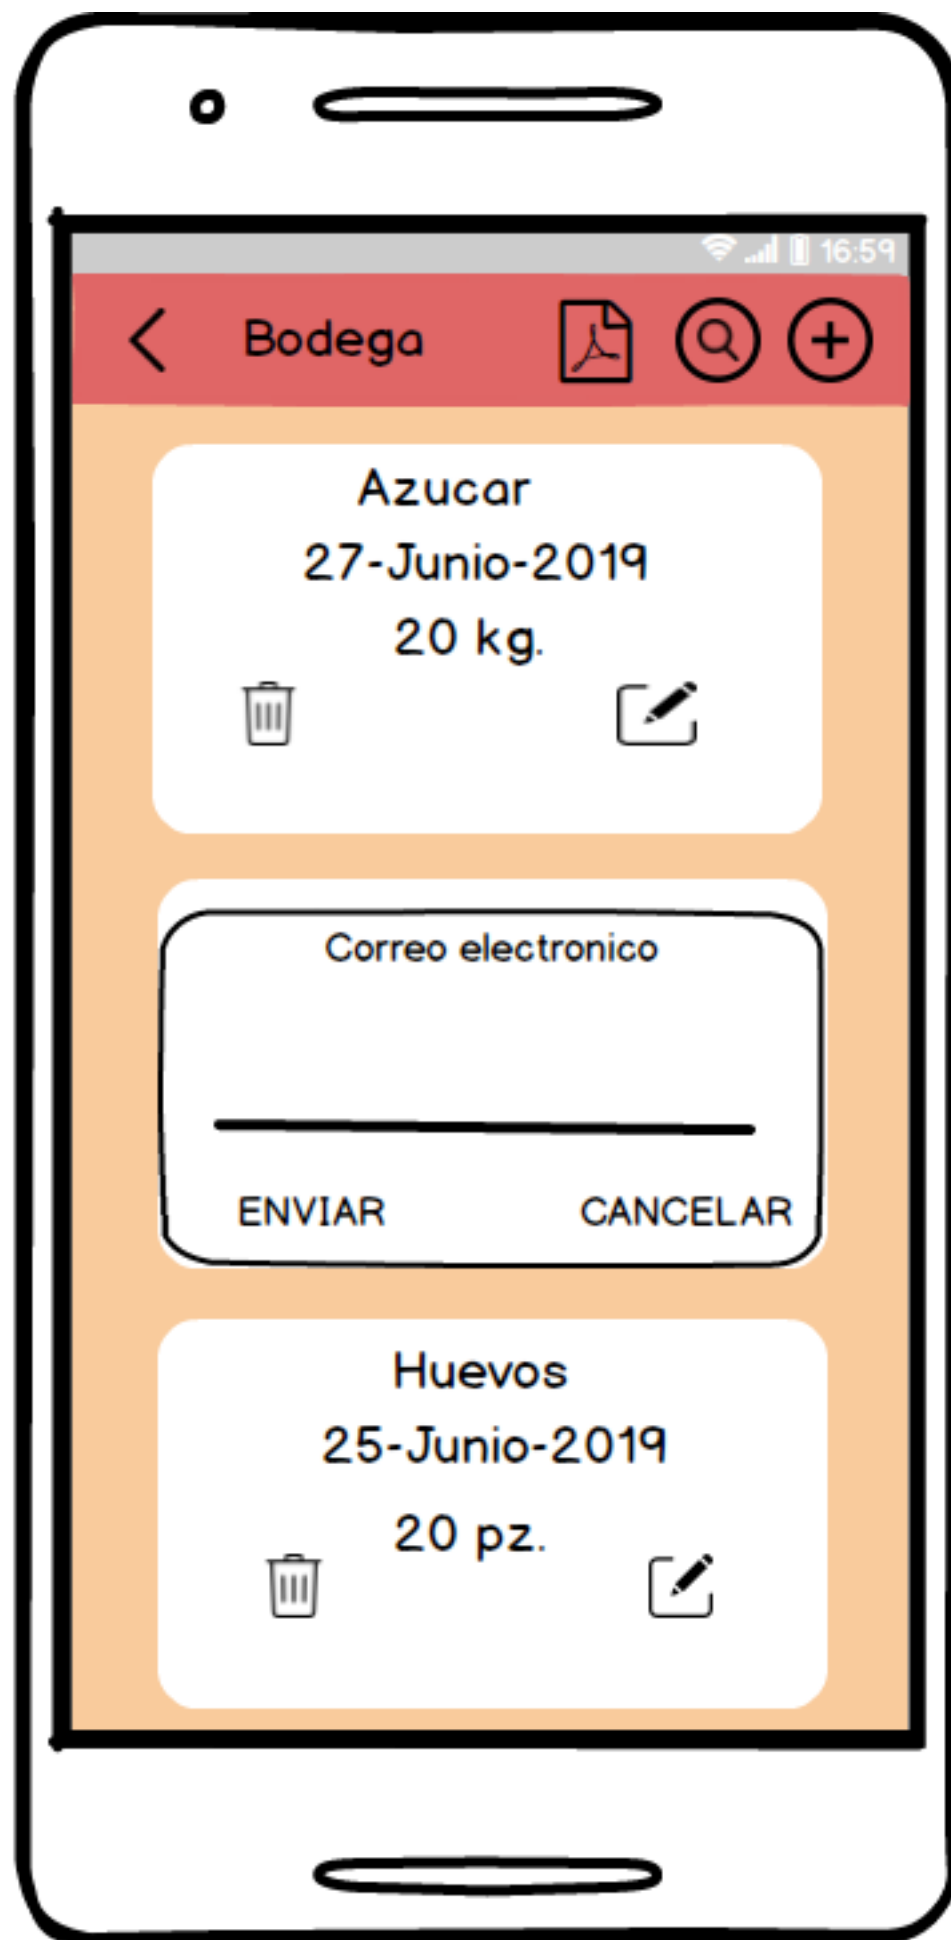 16:59
Bodega
Azucar
27-Junio-2019
20 kg.
Correo electronico
ENVIAR CANCELAR
Huevos
25-Junio-2019
20 pz.